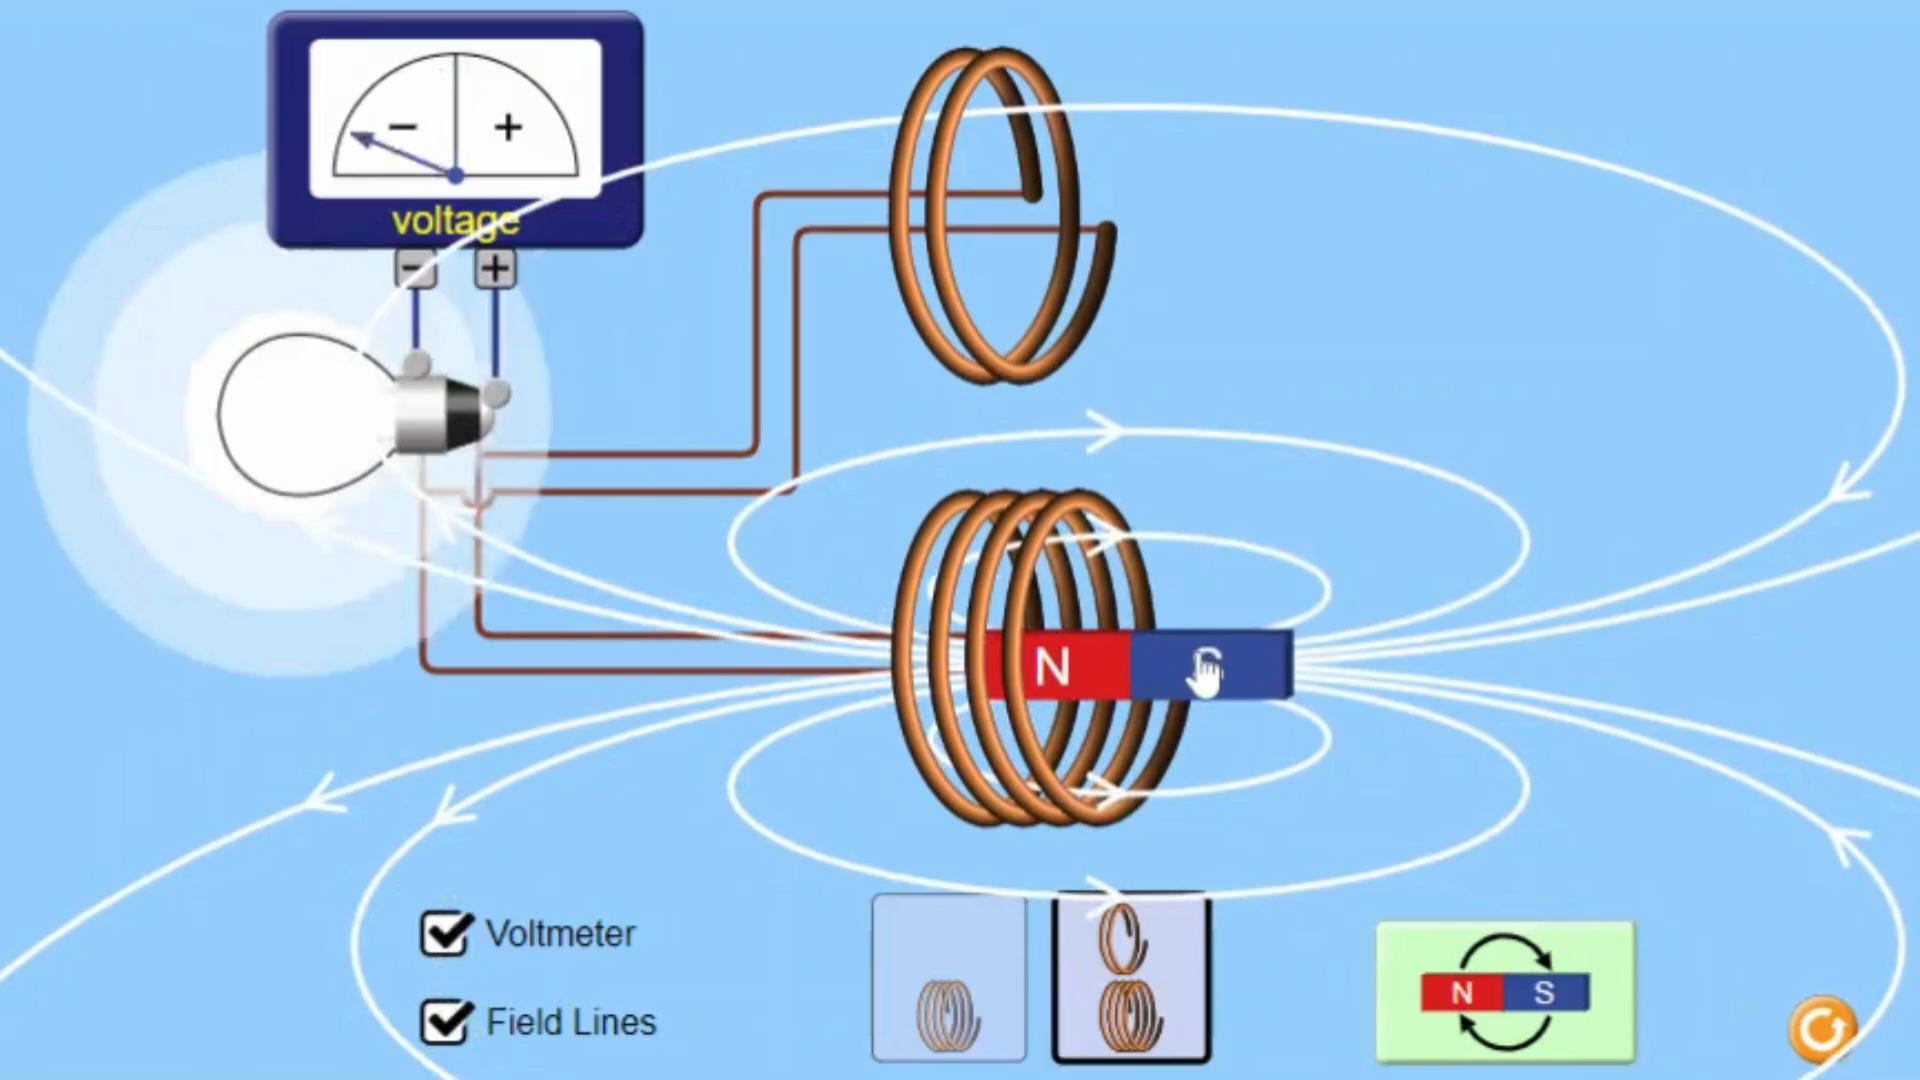 − +
voltage
− +
N
Voltmeter
Field Lines
N S